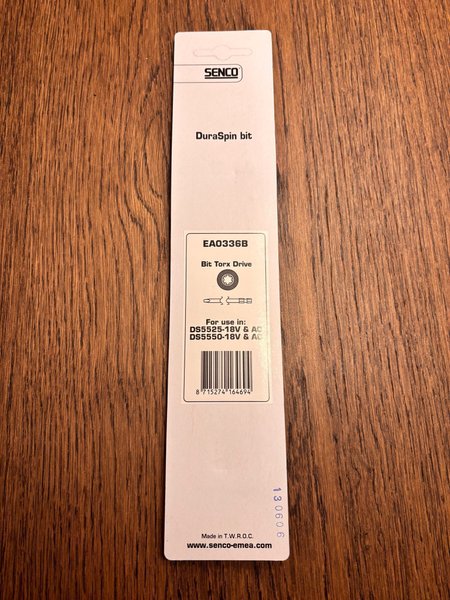 SENCO
DuraSpin bit
EA0336B
Bit Torx Drive
For use in:
DS5525-18V & AC
DS5550-18V & AC
8 715274 164694
130606
Made in T.W.R.O.C.
www.senco-emea.com